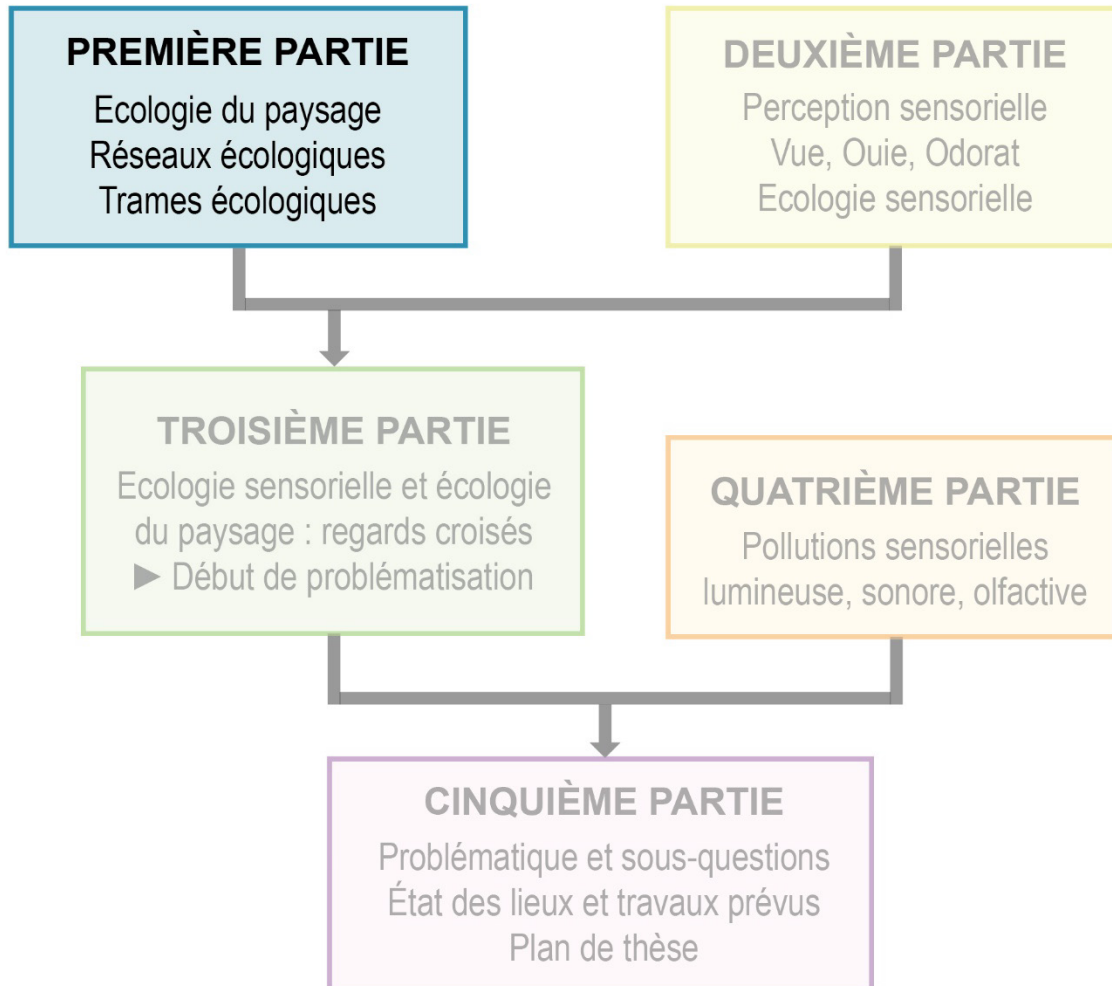 PREMIÈRE PARTIE
Ecologie du paysage
Réseaux écologiques
Trames écologiques
DEUXIÈME PARTIE
Perception sensorielle
Vue, Ouie, Odorat
Ecologie sensorielle
TROISIÈME PARTIE
Ecologie sensorielle et écologie
du paysage : regards croisés
► Début de problématisation
QUATRIÈME PARTIE
Pollutions sensorielles
lumineuse, sonore, olfactive
CINQUIÈME PARTIE
Problématique et sous-questions
État des lieux et travaux prévus
Plan de thèse